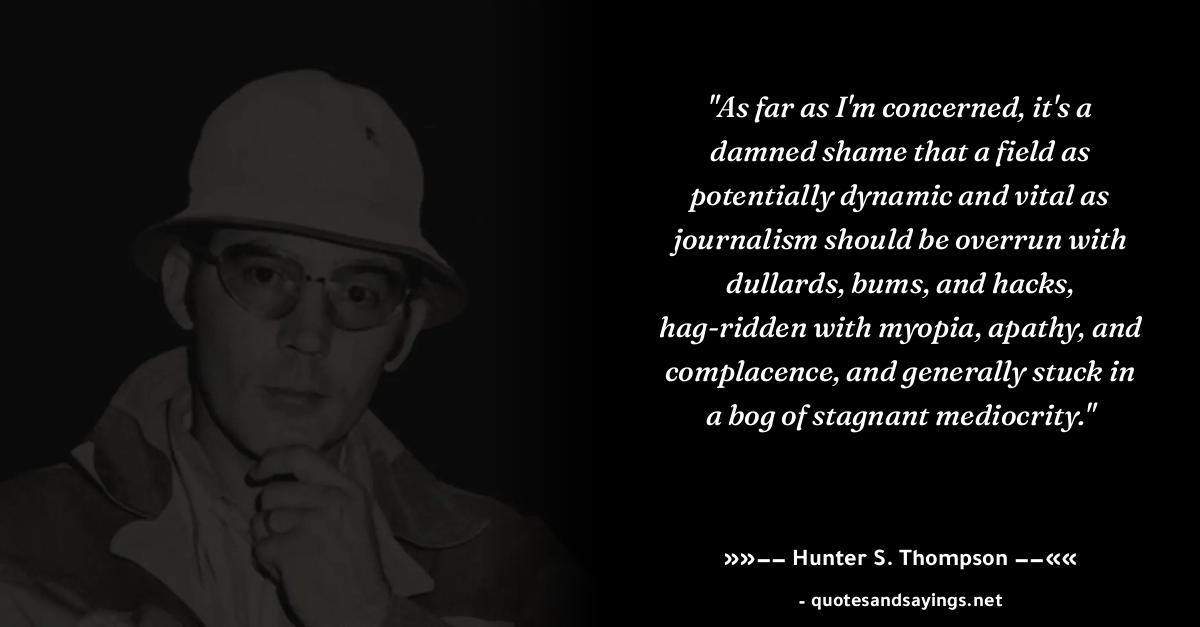 "As far as I'm concerned, it's a
damned shame that a field as
potentially dynamic and vital as
journalism should be overrun with
dullards, bums, and hacks,
hag-ridden with myopia, apathy, and
complacence, and generally stuck in
a bog of stagnant mediocrity."
»»−− Hunter S. Thompson −−««
- quotesandsayings.net